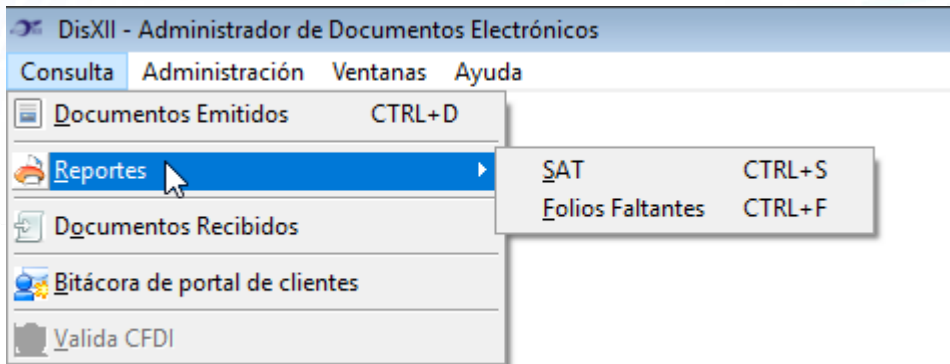 DisXII - Administrador de Documentos Electrónicos
Consulta Administración Ventanas Ayuda
Documentos Emitidos CTRL+D
Reportes
SAT CTRL+S
Folios Faltantes CTRL+F
Documentos Recibidos
Bitácora de portal de clientes
Valida CFDI